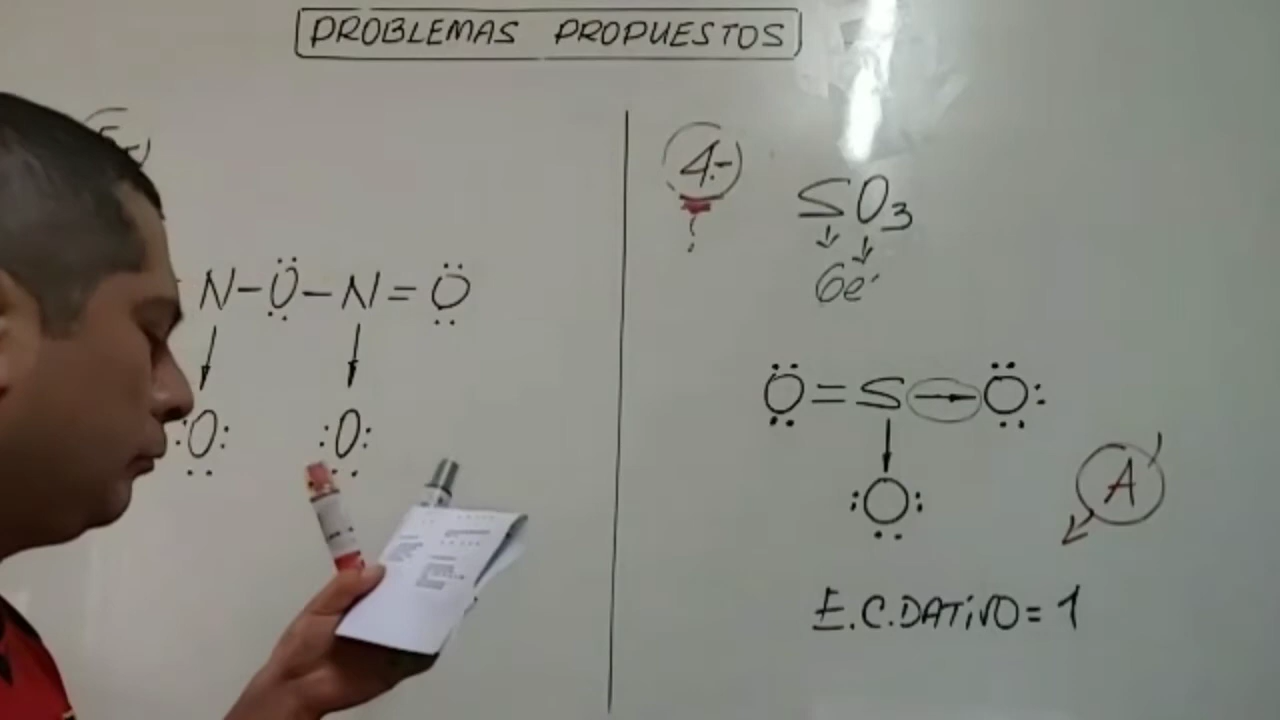 PROBLEMAS PROPUESTOS
N-O-N=O
:O: :O:
4.-
SO3
6e-
O=S→O:
:O:
A
E.C.DATIVO=1